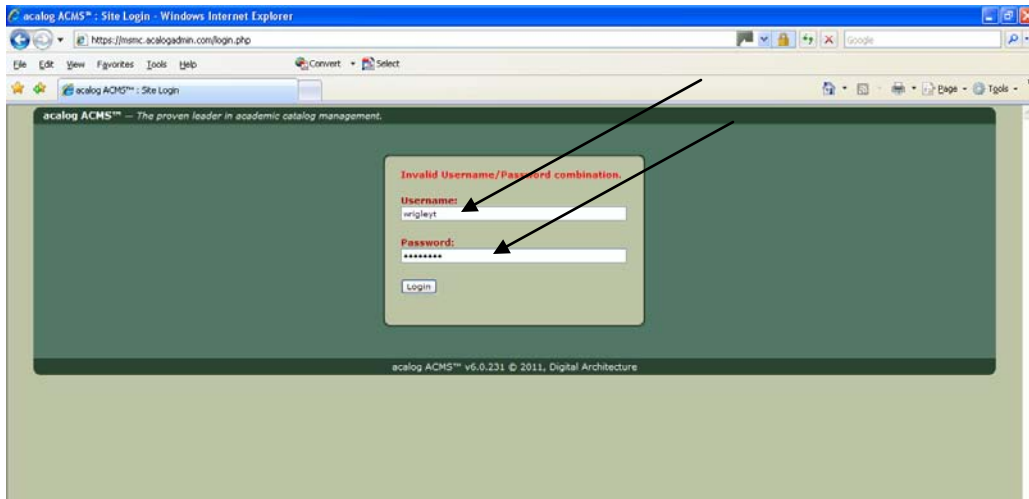 acalog ACMS™ : Site Login - Windows Internet Explorer
https://msmc.acalogadmin.com/login.php
Google
File Edit View Favorites Tools Help
Convert Select
acalog ACMS™ : Site Login
Page Tools
acalog ACMS™ — The proven leader in academic catalog management.
Invalid Username/Password combination.
Username:
wrigleyt
Password:
••••••••
Login
acalog ACMS™ v6.0.231 © 2011, Digital Architecture